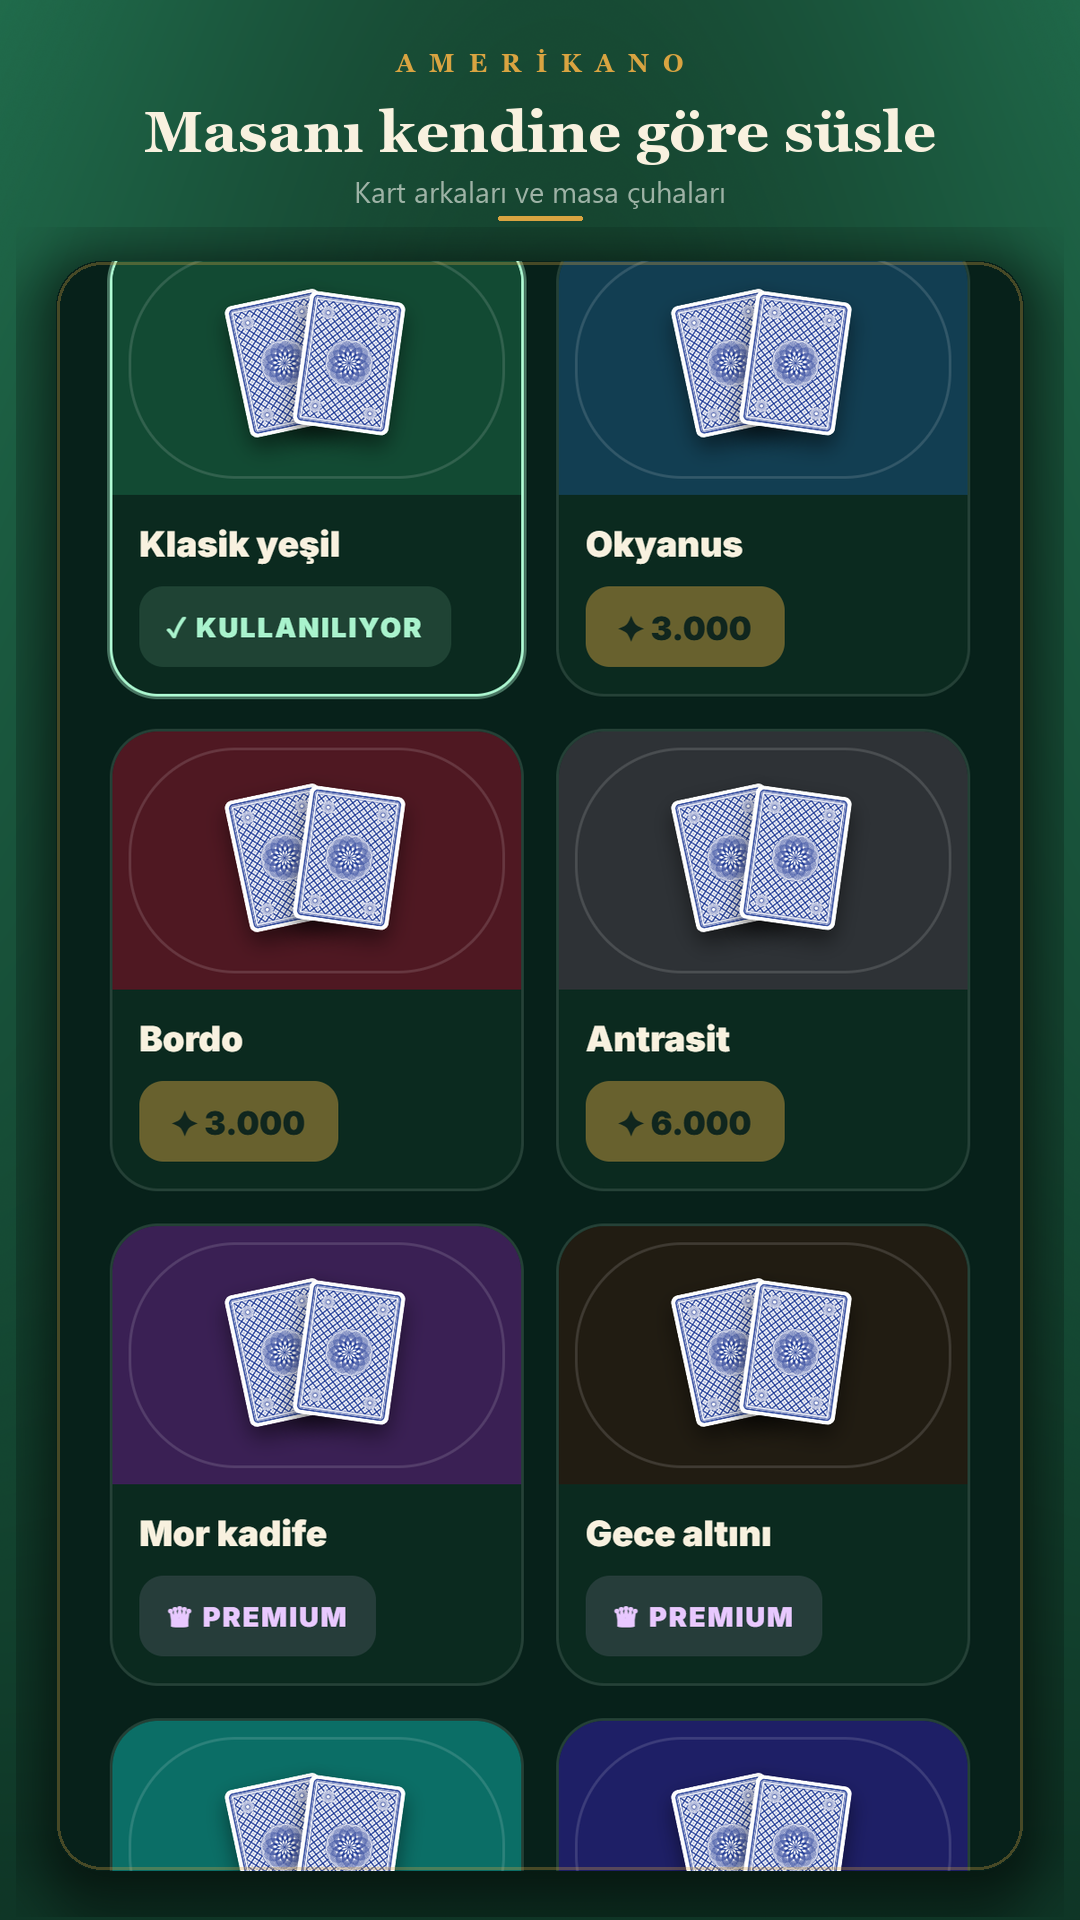 AMERİKANO
Masanı kendine göre süsle
Kart arkaları ve masa çuhaları
Klasik yeşil
Okyanus
✓ KULLANILIYOR
✦ 3.000
Bordo
Antrasit
✦ 3.000
✦ 6.000
Mor kadife
Gece altını
♛ PREMIUM
♛ PREMIUM